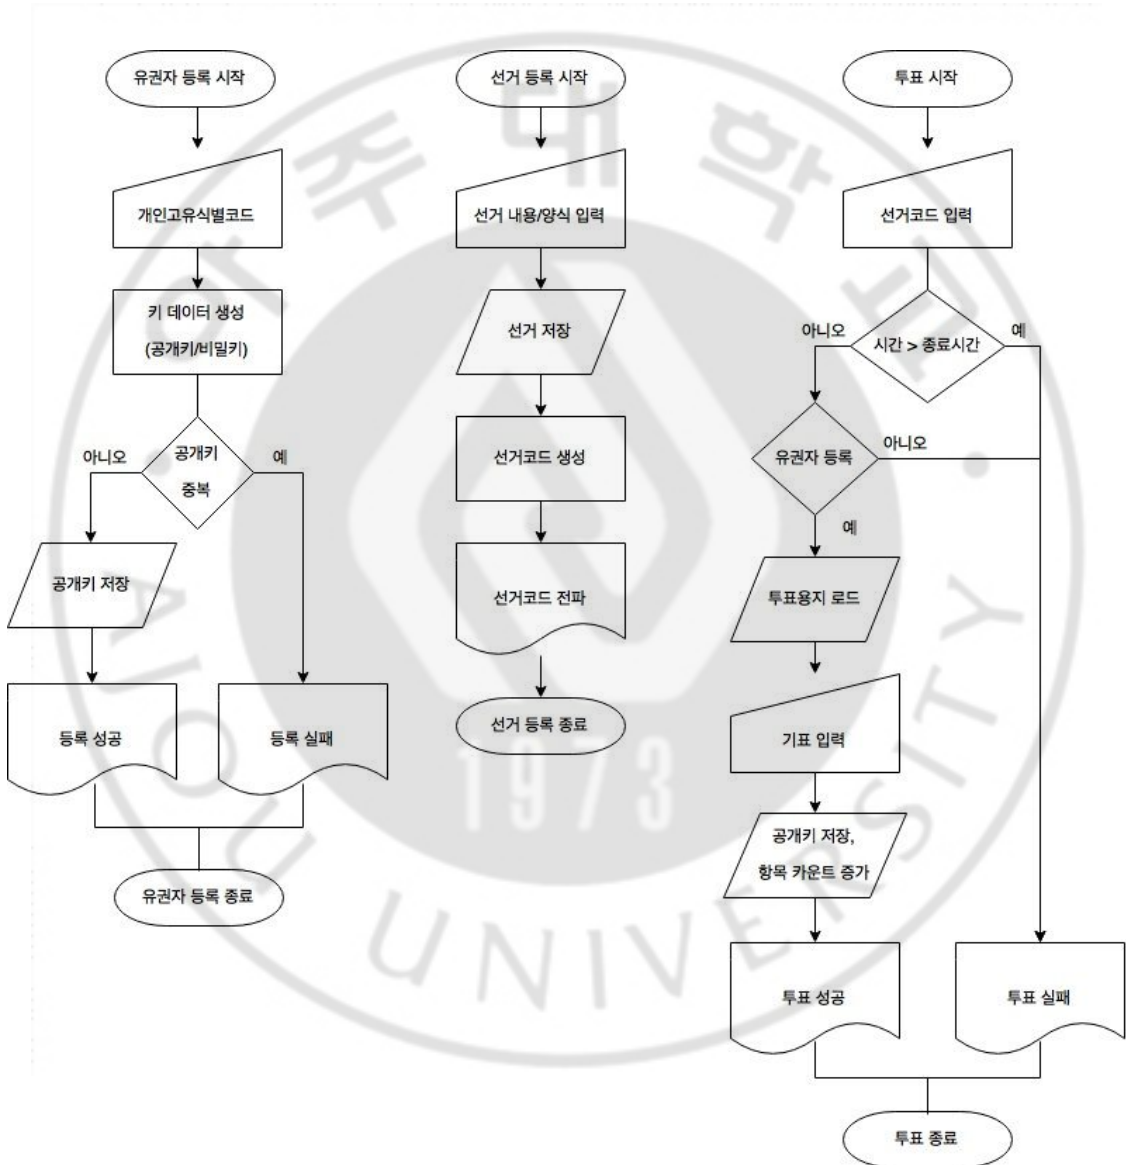 유권자 등록 시작
개인고유식별코드
키 데이터 생성
(공개키/비밀키)
공개키
중복
아니오
예
공개키 저장
등록 성공
등록 실패
유권자 등록 종료
선거 등록 시작
선거 내용/양식 입력
선거 저장
선거코드 생성
선거코드 전파
선거 등록 종료
투표 시작
선거코드 입력
시간 > 종료시간
아니오
예
유권자 등록
아니오
예
투표용지 로드
기표 입력
공개키 저장,
항목 카운트 증가
투표 성공
투표 실패
투표 종료
아주대학교
AJOU UNIVERSITY
1973